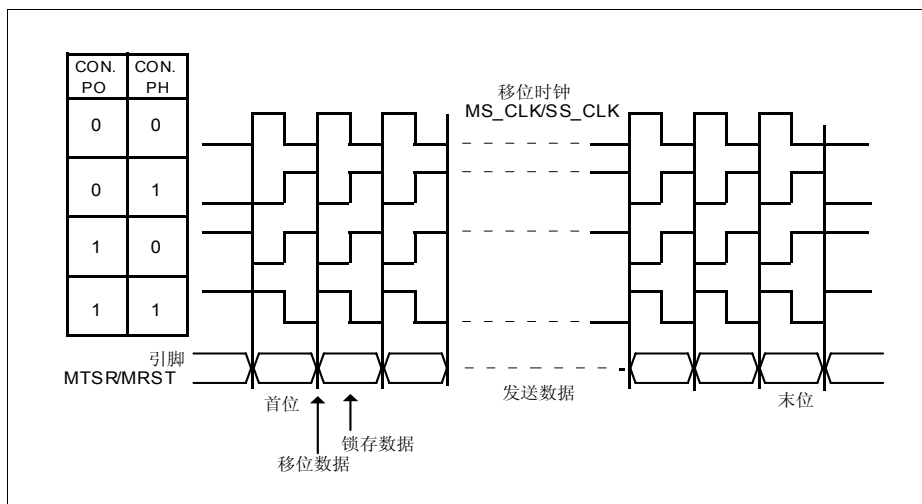 CON. PO
CON. PH
0 0
0 1
1 0
1 1
移位时钟
MS_CLK/SS_CLK
引脚
MTSR/MRST
首位
发送数据
末位
锁存数据
移位数据